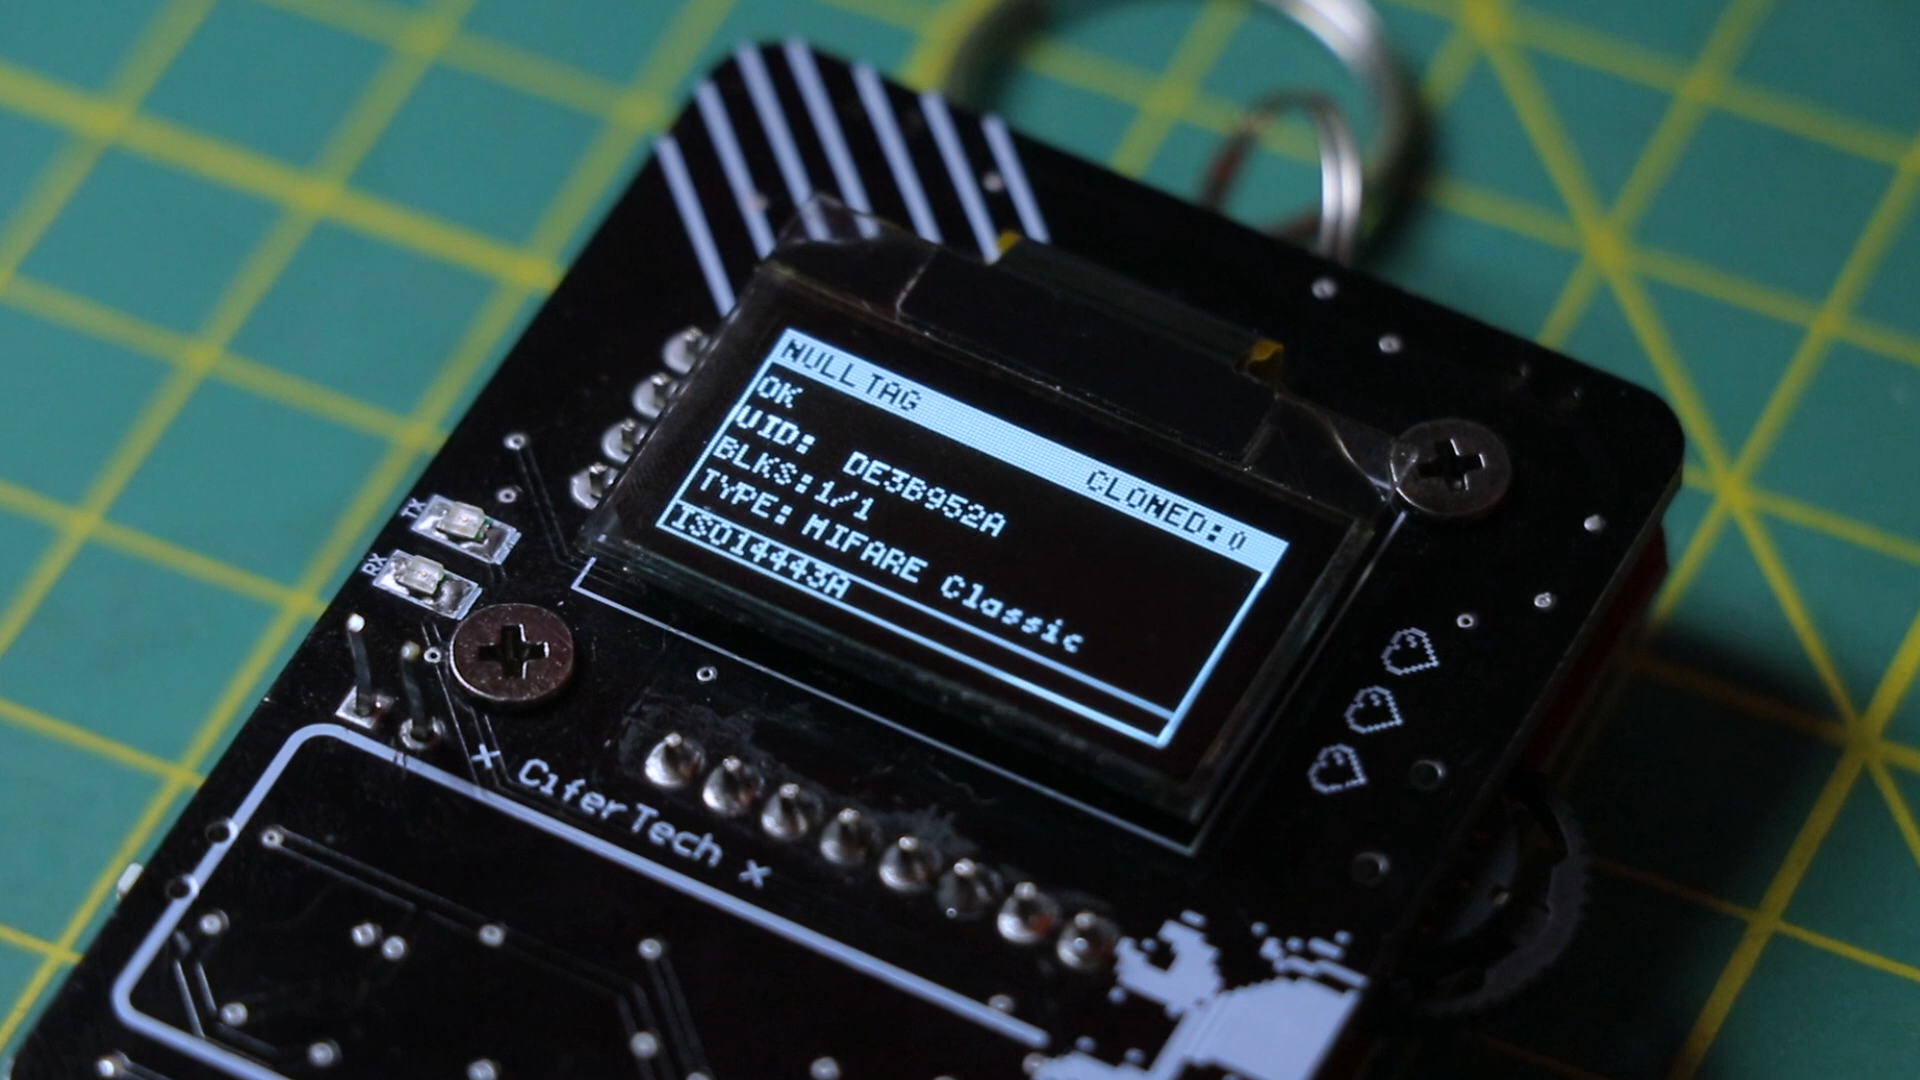 NULL TAG CLONED:0
OK
UID: DE3B952A
BLKS:1/1
TYPE: MIFARE Classic
ISO14443A
TX
RX
x CiferTech x